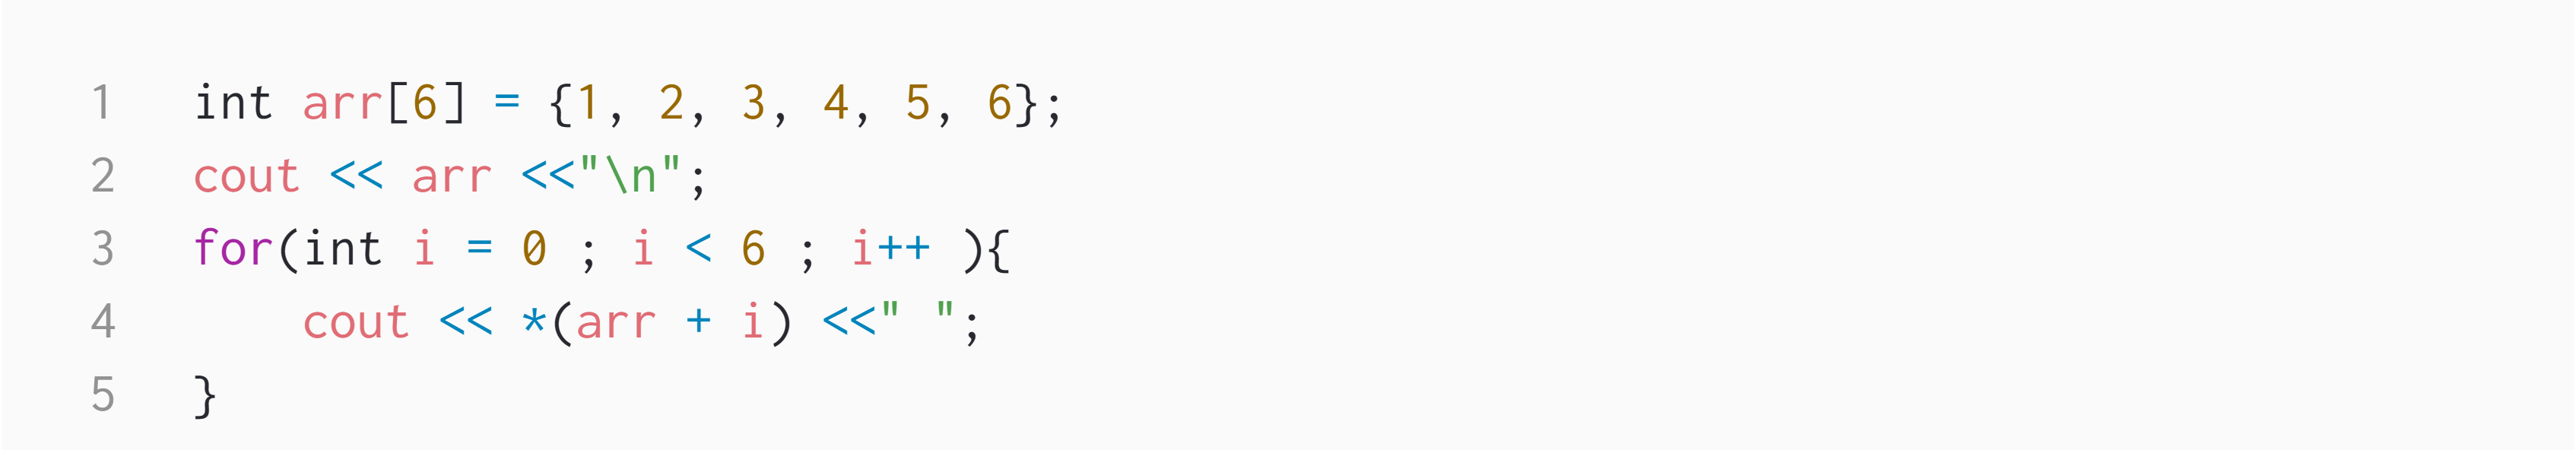 1 int arr[6] = {1, 2, 3, 4, 5, 6};
2 cout << arr <<"\n";
3 for(int i = 0 ; i < 6 ; i++ ){
4     cout << *(arr + i) <<" ";
5 }